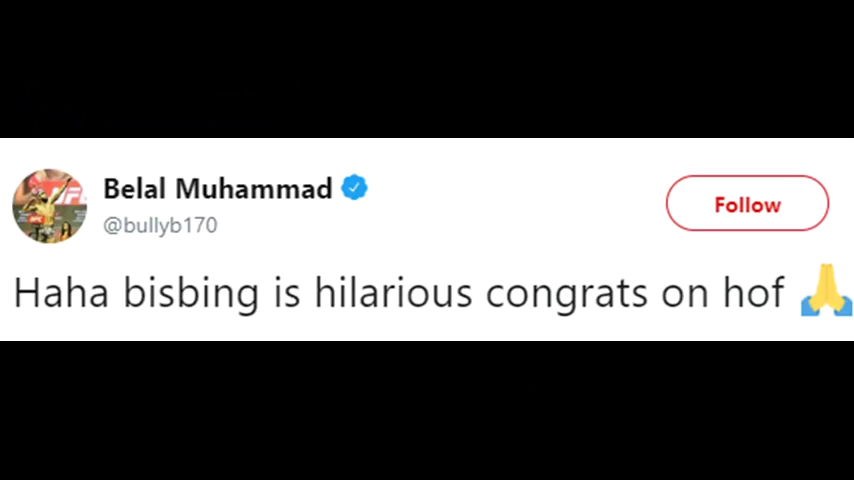 Belal Muhammad
@bullyb170
Follow
Haha bisbing is hilarious congrats on hof 🙏